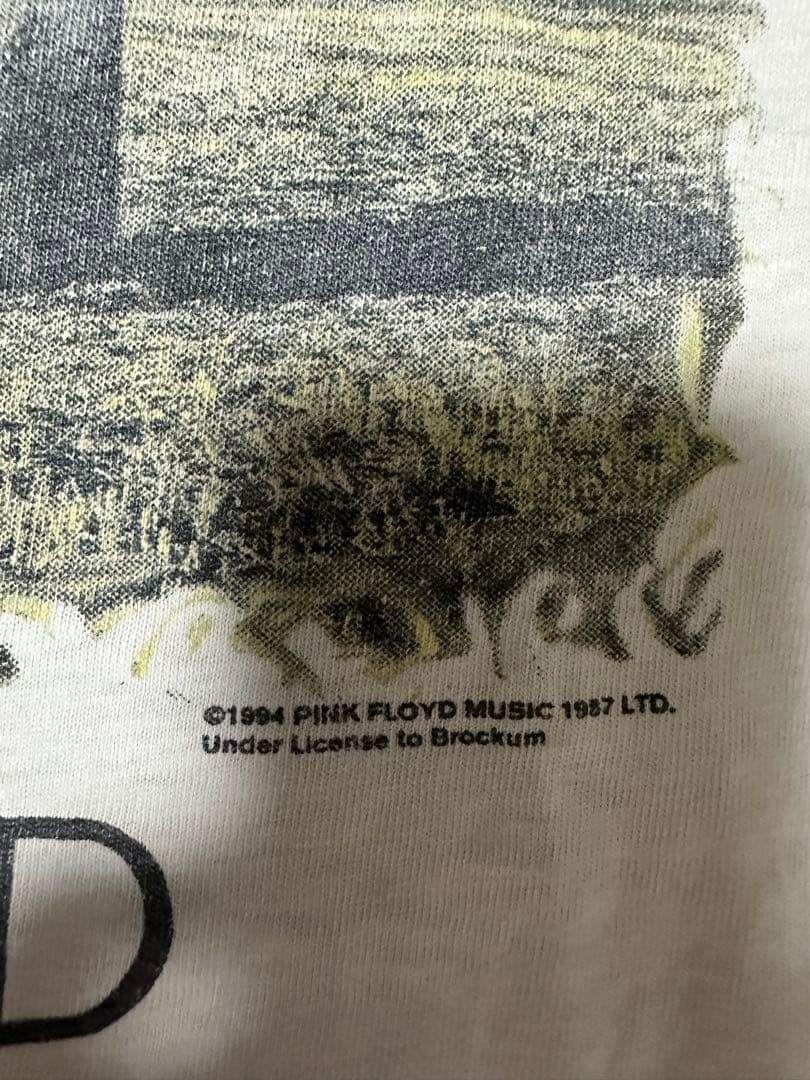 ©1994 PINK FLOYD MUSIC 1987 LTD.
Under License to Brockum
D